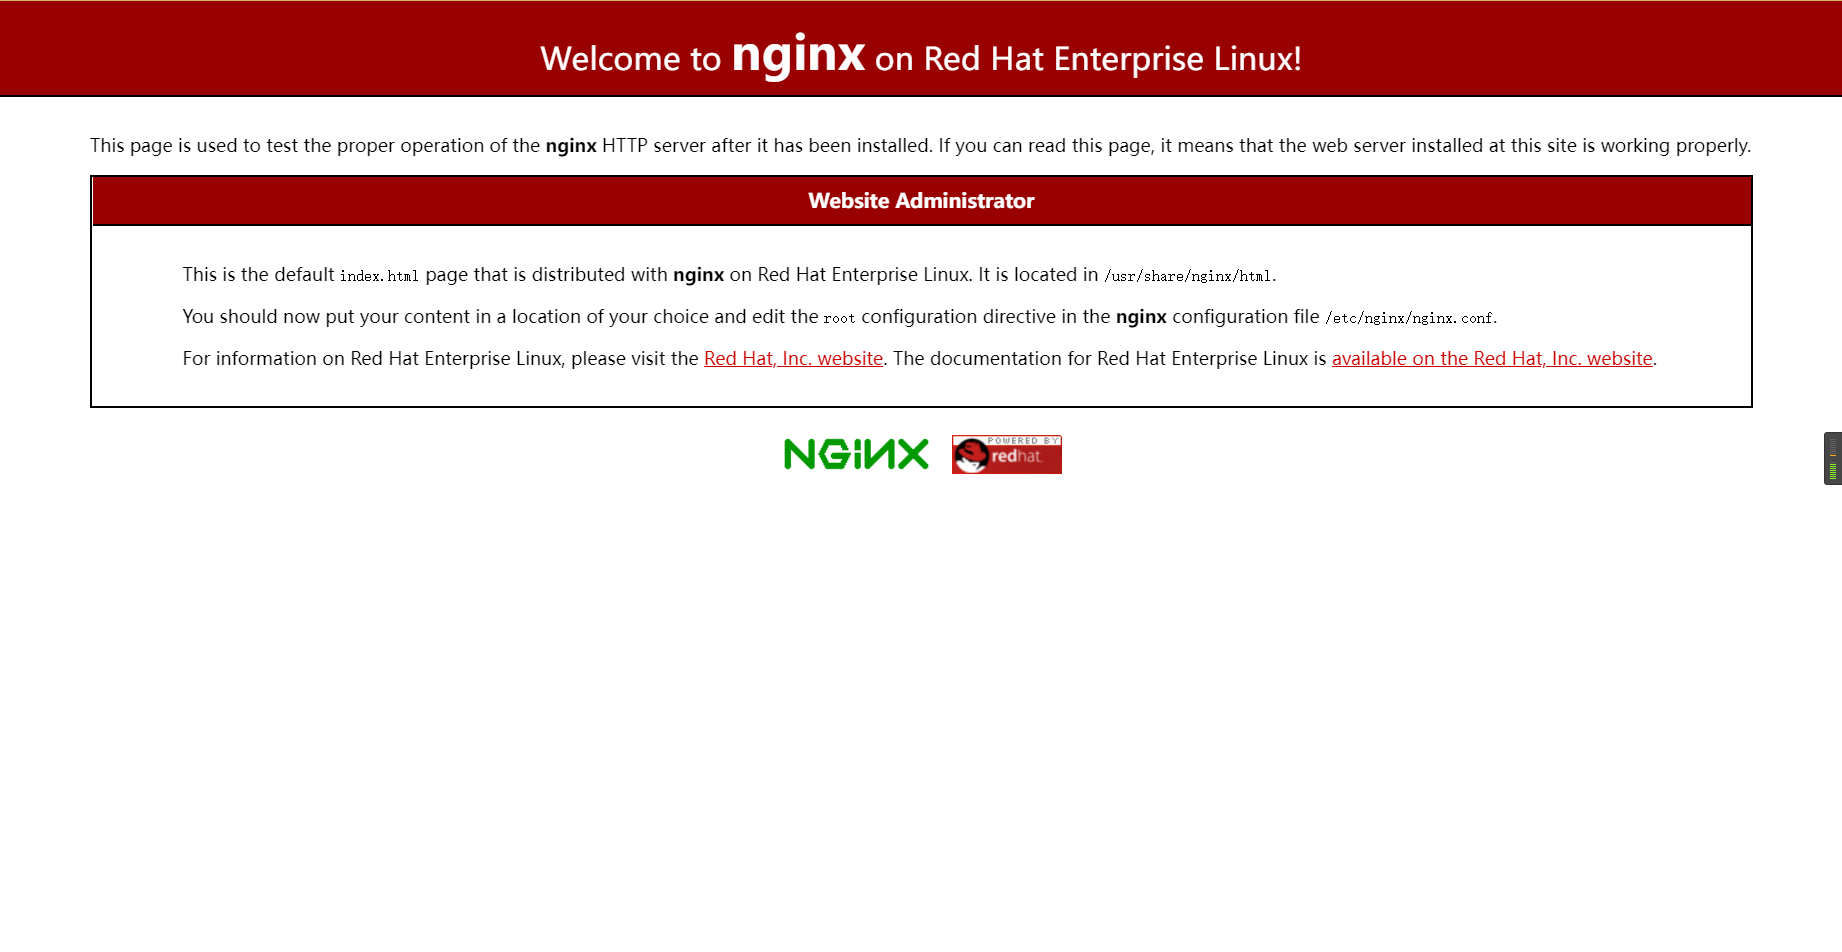 Welcome to nginx on Red Hat Enterprise Linux!
This page is used to test the proper operation of the nginx HTTP server after it has been installed. If you can read this page, it means that the web server installed at this site is working properly.
Website Administrator
This is the default index.html page that is distributed with nginx on Red Hat Enterprise Linux. It is located in /usr/share/nginx/html.
You should now put your content in a location of your choice and edit the root configuration directive in the nginx configuration file /etc/nginx/nginx.conf.
For information on Red Hat Enterprise Linux, please visit the Red Hat, Inc. website. The documentation for Red Hat Enterprise Linux is available on the Red Hat, Inc. website.
NGiNX
POWERED BY
redhat.